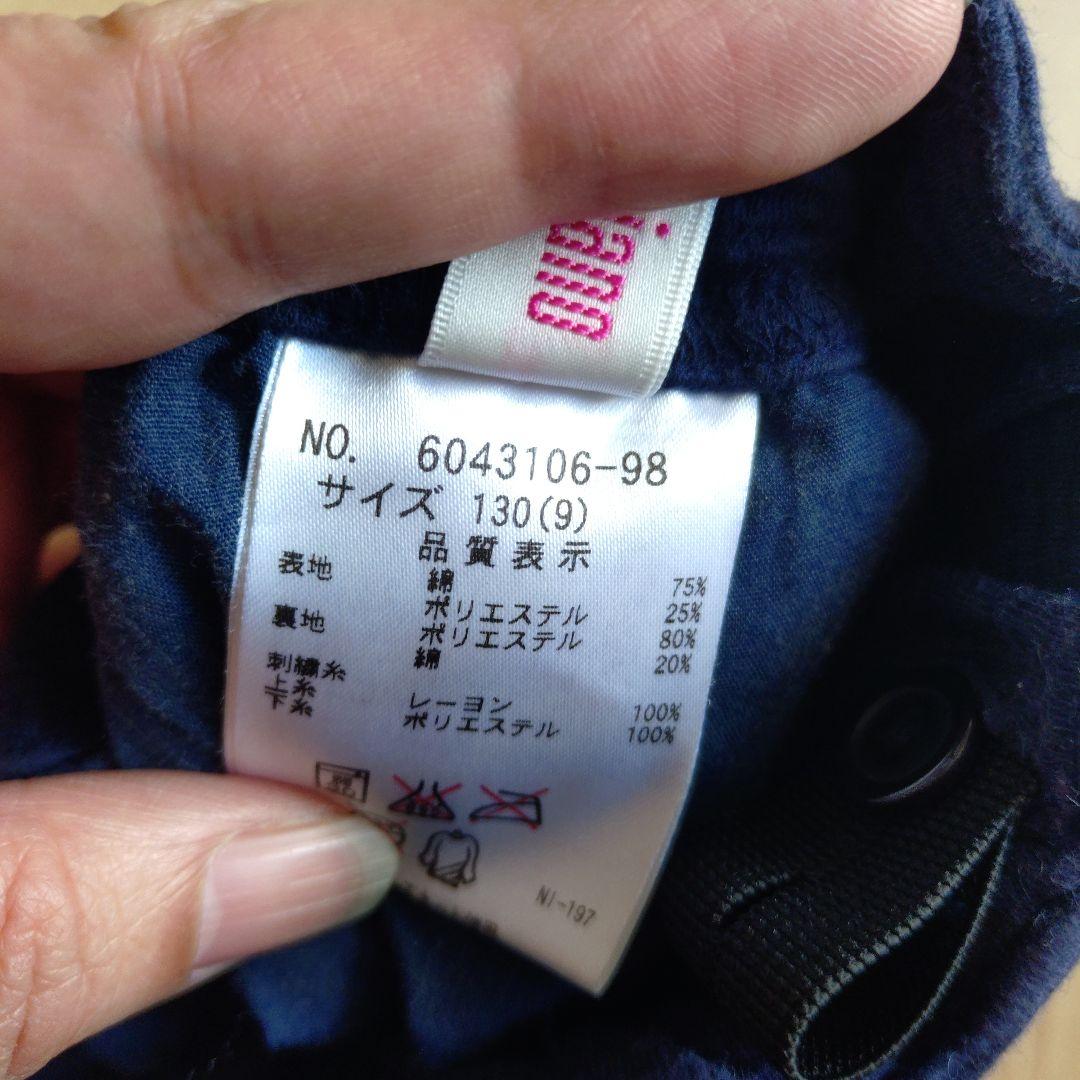 NO. 6043106-98
サイズ 130(9)
品質表示
表地 綿 75%
ポリエステル 25%
裏地 ポリエステル 80%
綿 20%
刺繍糸
上糸 レーヨン 100%
下糸 ポリエステル 100%
NI-197